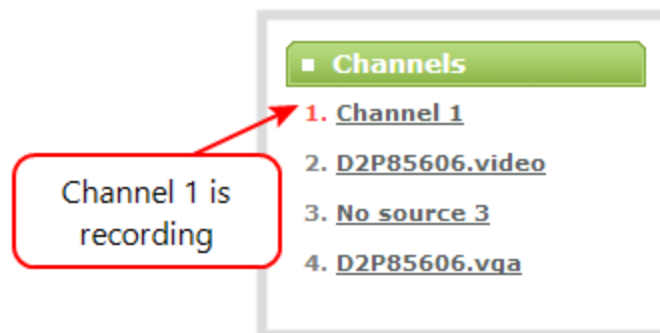 Channels
1. Channel 1
Channel 1 is
recording
2. D2P85606.video
3. No source 3
4. D2P85606.vga